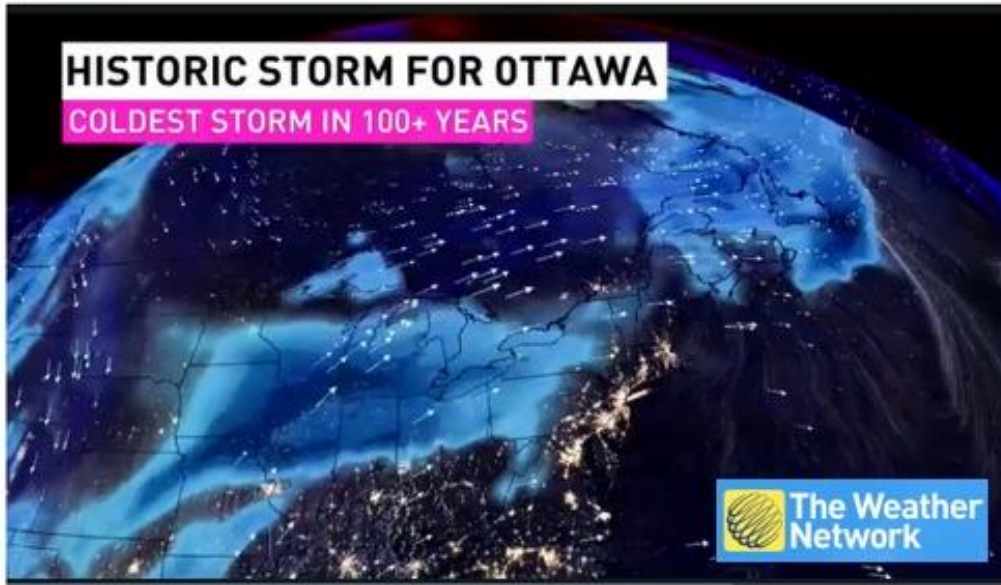 HISTORIC STORM FOR OTTAWA
COLDEST STORM IN 100+ YEARS
The Weather
Network